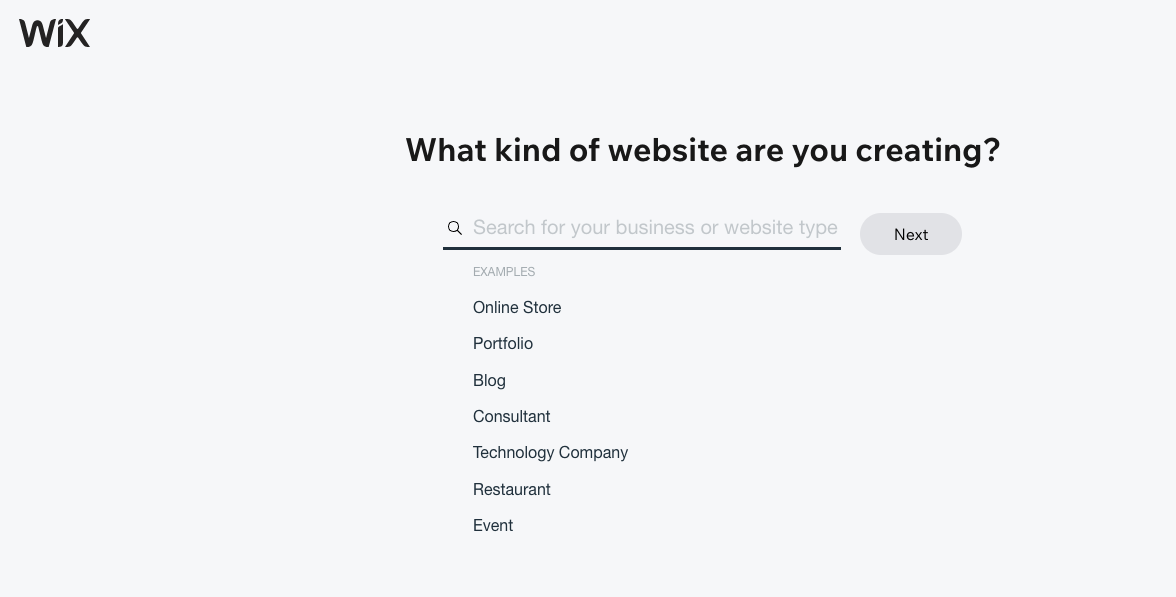 WiX
What kind of website are you creating?
Search for your business or website type
Next
EXAMPLES
Online Store
Portfolio
Blog
Consultant
Technology Company
Restaurant
Event